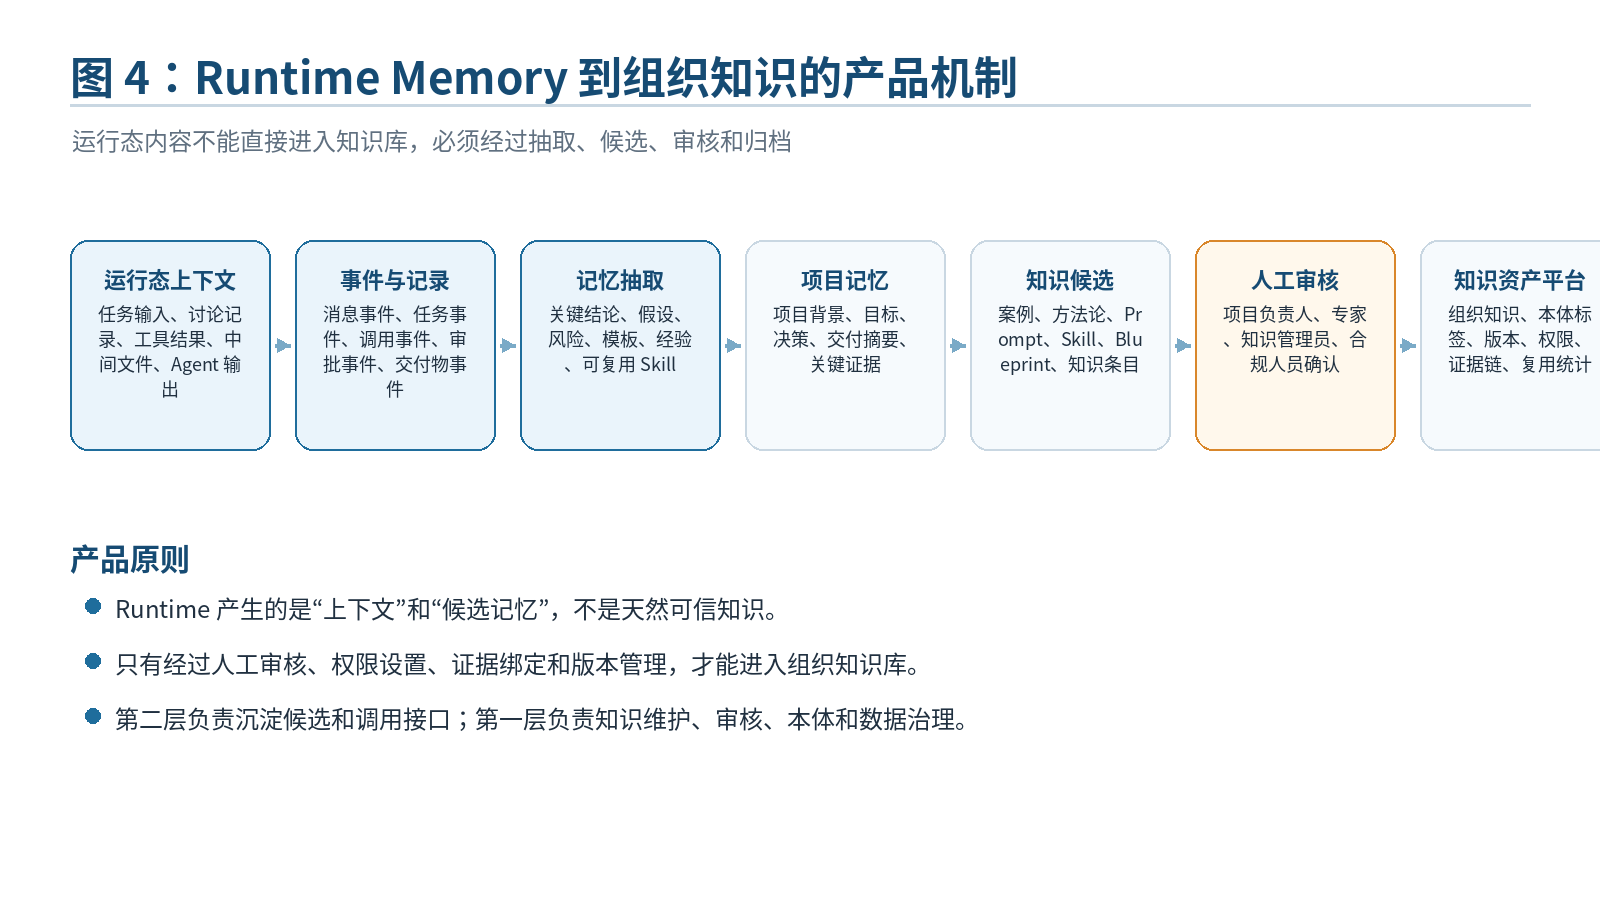 图 4：Runtime Memory 到组织知识的产品机制
运行态内容不能直接进入知识库，必须经过抽取、候选、审核和归档
运行态上下文
任务输入、讨论记
录、工具结果、中
间文件、Agent 输
出
事件与记录
消息事件、任务事
件、调用事件、审
批事件、交付物事
件
记忆抽取
关键结论、假设、
风险、模板、经验
、可复用 Skill
项目记忆
项目背景、目标、
决策、交付摘要、
关键证据
知识候选
案例、方法论、Pr
ompt、Skill、Blu
eprint、知识条目
人工审核
项目负责人、专家
、知识管理员、合
规人员确认
知识资产平台
组织知识、本体标
签、版本、权限、
证据链、复用统计
产品原则
Runtime 产生的是“上下文”和“候选记忆”，不是天然可信知识。
只有经过人工审核、权限设置、证据绑定和版本管理，才能进入组织知识库。
第二层负责沉淀候选和调用接口；第一层负责知识维护、审核、本体和数据治理。